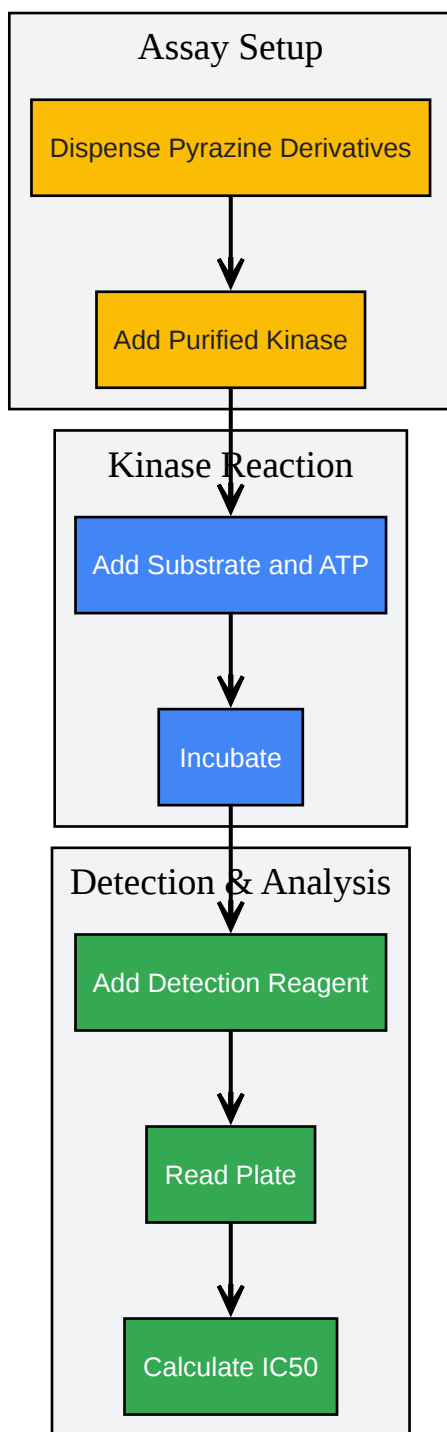 Assay Setup
Dispense Pyrazine Derivatives
Add Purified Kinase
Kinase Reaction
Add Substrate and ATP
Incubate
Detection & Analysis
Add Detection Reagent
Read Plate
Calculate IC50